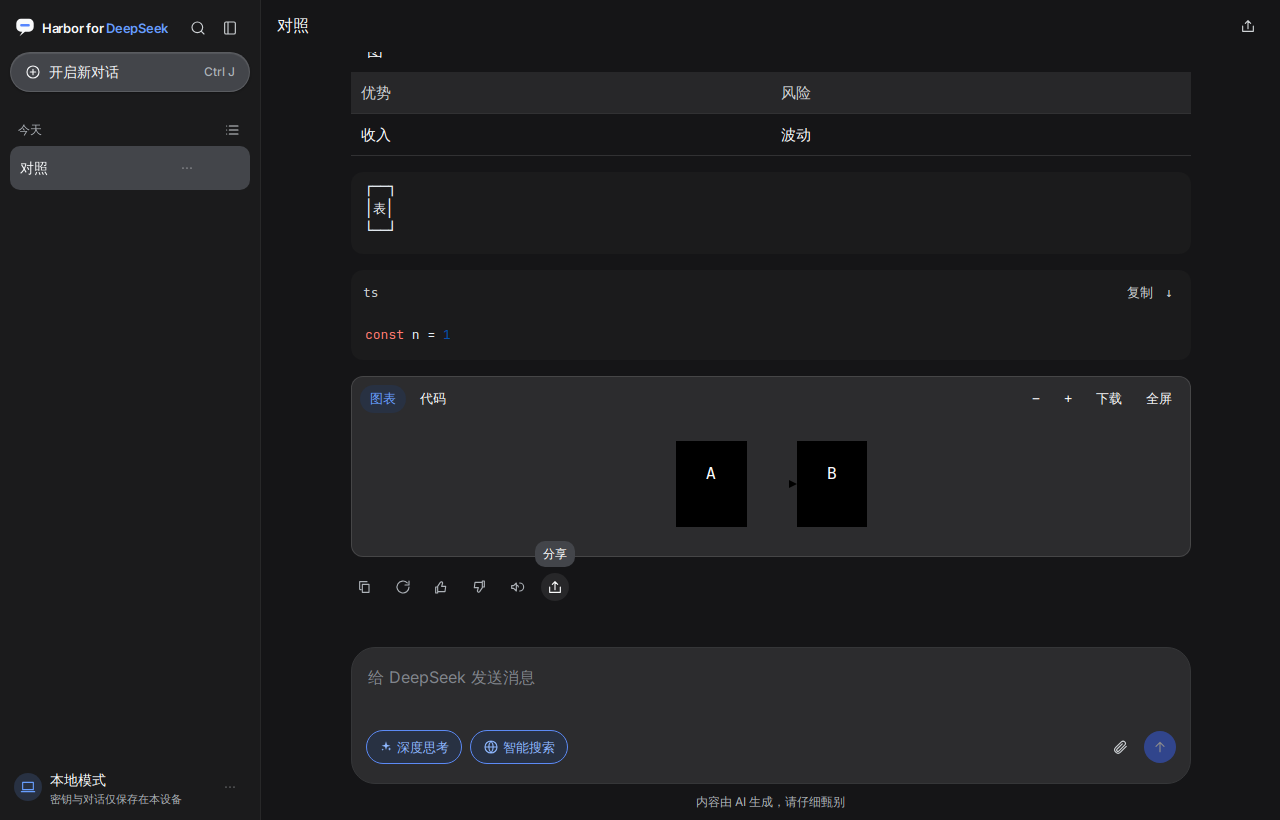 Harbor for DeepSeek
开启新对话 Ctrl J
今天
对照
本地模式
密钥与对话仅保存在本设备
对照
优势 风险
收入 波动
┌──┐
│表│
└──┘
ts 复制 ↓
const n = 1
图表 代码 − + 下载 全屏
A B
分享
给 DeepSeek 发送消息
深度思考 智能搜索
内容由 AI 生成，请仔细甄别